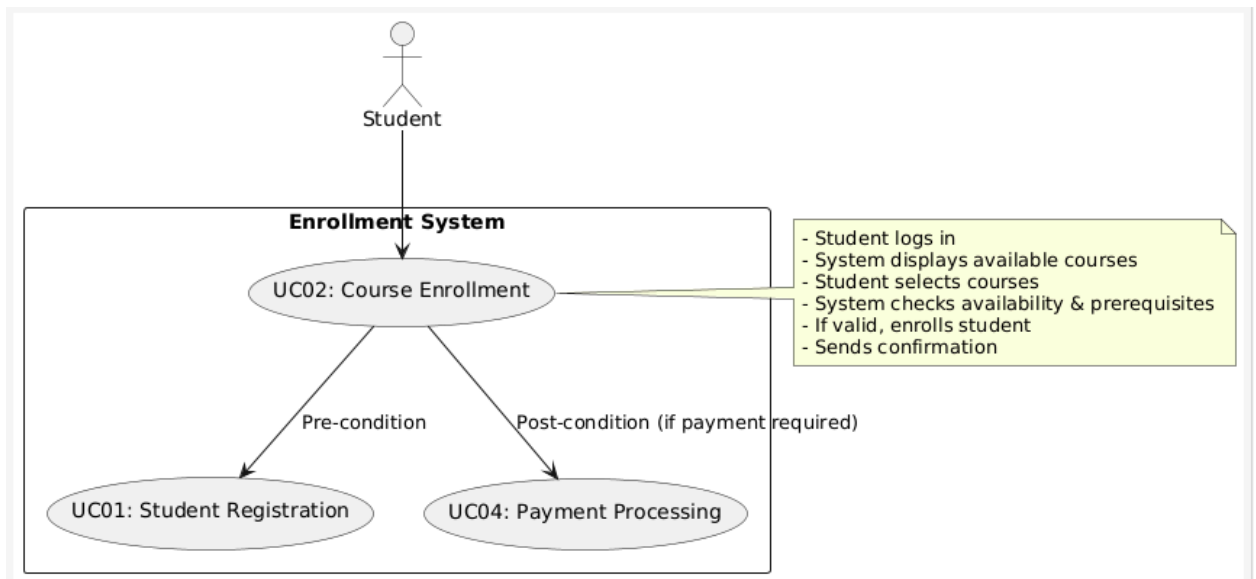 Student
Enrollment System
- Student logs in
- System displays available courses
- Student selects courses
- System checks availability & prerequisites
- If valid, enrolls student
- Sends confirmation
UC02: Course Enrollment
Pre-condition
Post-condition (if payment required)
UC01: Student Registration
UC04: Payment Processing